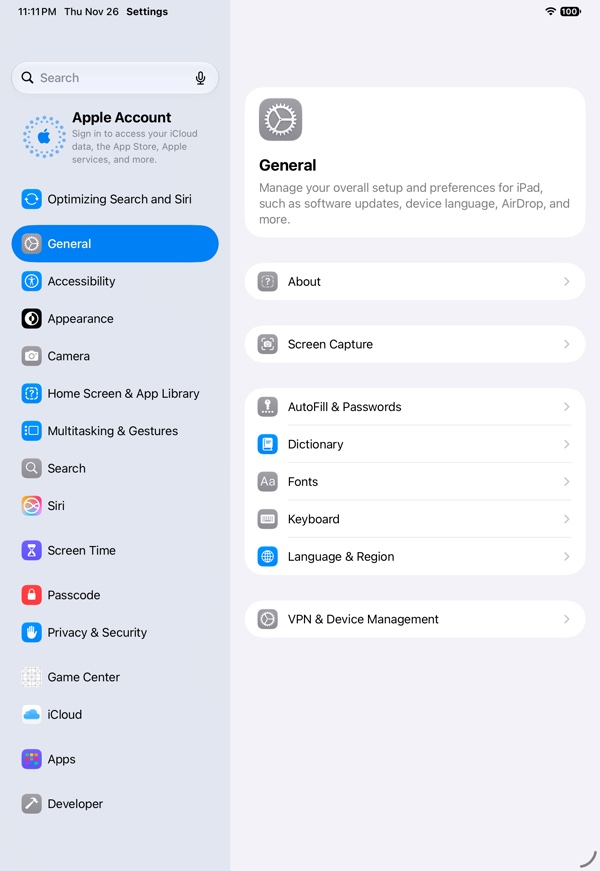 11:11 PM Thu Nov 26 Settings
100
Search
Apple Account
Sign in to access your iCloud
data, the App Store, Apple
services, and more.
Optimizing Search and Siri
General
Accessibility
Appearance
Camera
Home Screen & App Library
Multitasking & Gestures
Search
Siri
Screen Time
Passcode
Privacy & Security
Game Center
iCloud
Apps
Developer
General
Manage your overall setup and preferences for iPad,
such as software updates, device language, AirDrop, and
more.
About
Screen Capture
AutoFill & Passwords
Dictionary
Aa Fonts
Keyboard
Language & Region
VPN & Device Management